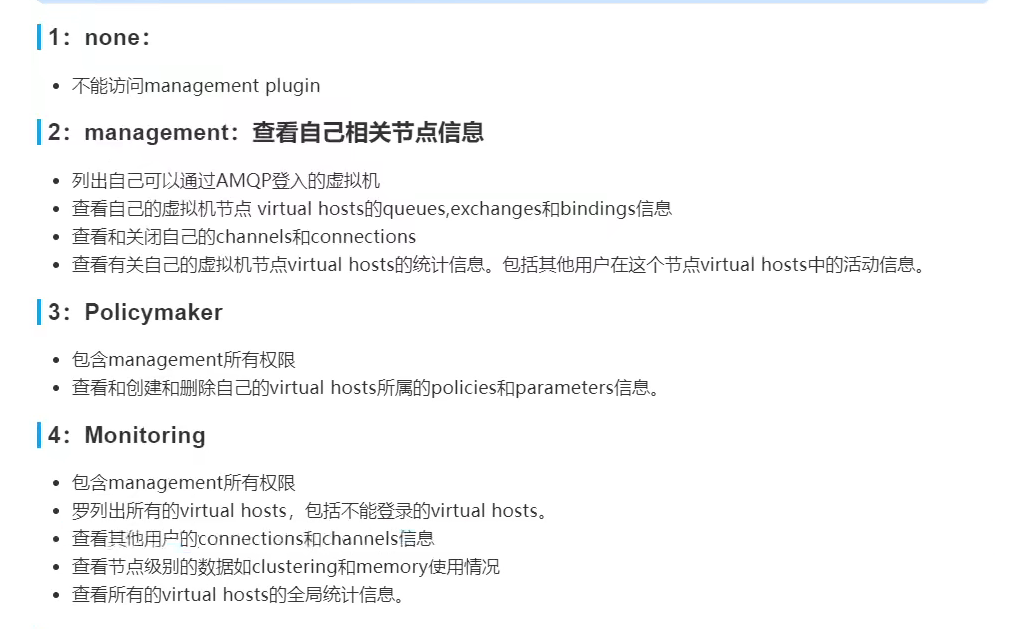 1：none：
不能访问management plugin
2：management：查看自己相关节点信息
列出自己可以通过AMQP登入的虚拟机
查看自己的虚拟机节点 virtual hosts的queues,exchanges和bindings信息
查看和关闭自己的channels和connections
查看有关自己的虚拟机节点virtual hosts的统计信息。包括其他用户在这个节点virtual hosts中的活动信息。
3：Policymaker
包含management所有权限
查看和创建和删除自己的virtual hosts所属的policies和parameters信息。
4：Monitoring
包含management所有权限
罗列出所有的virtual hosts，包括不能登录的virtual hosts。
查看其他用户的connections和channels信息
查看节点级别的数据如clustering和memory使用情况
查看所有的virtual hosts的全局统计信息。